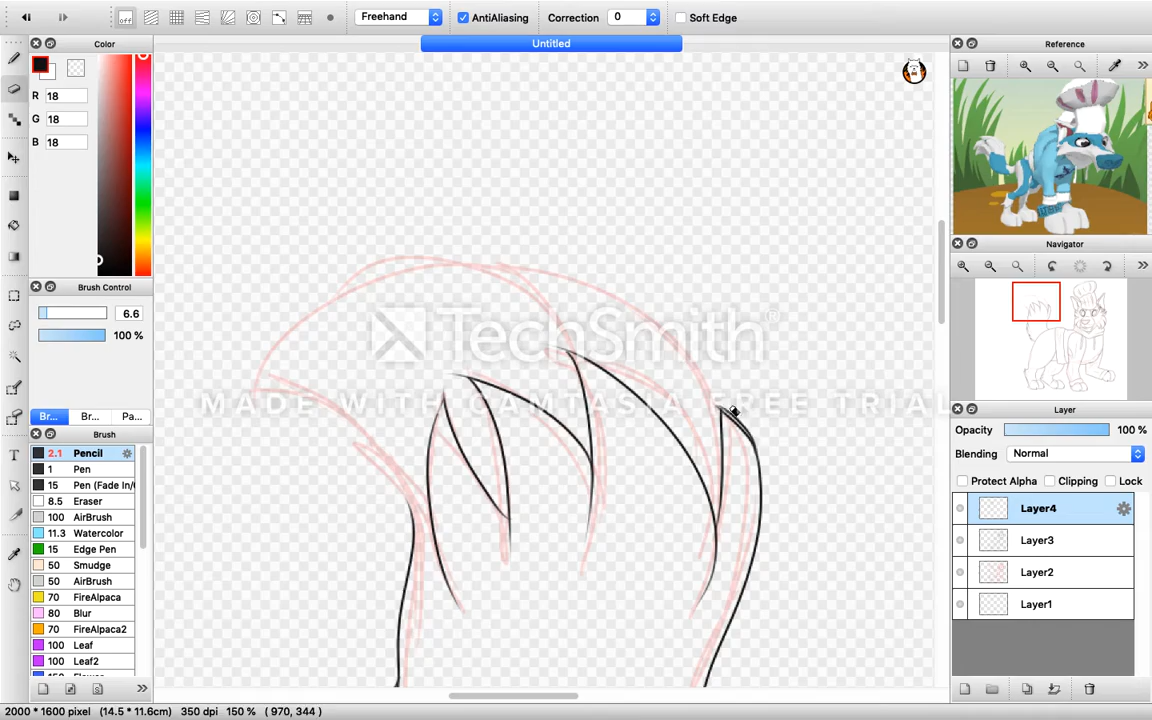 Freehand AntiAliasing Correction 0 Soft Edge
Color
Untitled
Reference
R 18
G 18
B 18
Brush Control
6.6
100 %
Br... Br... Pa...
Brush
2.1 Pencil
1 Pen
15 Pen (Fade In/
8.5 Eraser
100 AirBrush
11.3 Watercolor
15 Edge Pen
50 Smudge
50 AirBrush
70 FireAlpaca
80 Blur
70 FireAlpaca2
100 Leaf
100 Leaf2
TechSmith®
MADE WITH CAMTASIA FREE TRIAL
Navigator
Layer
Opacity 100 %
Blending Normal
Protect Alpha Clipping Lock
Layer4
Layer3
Layer2
Layer1
2000 * 1600 pixel (14.5 * 11.6cm) 350 dpi 150 % ( 970, 344 )